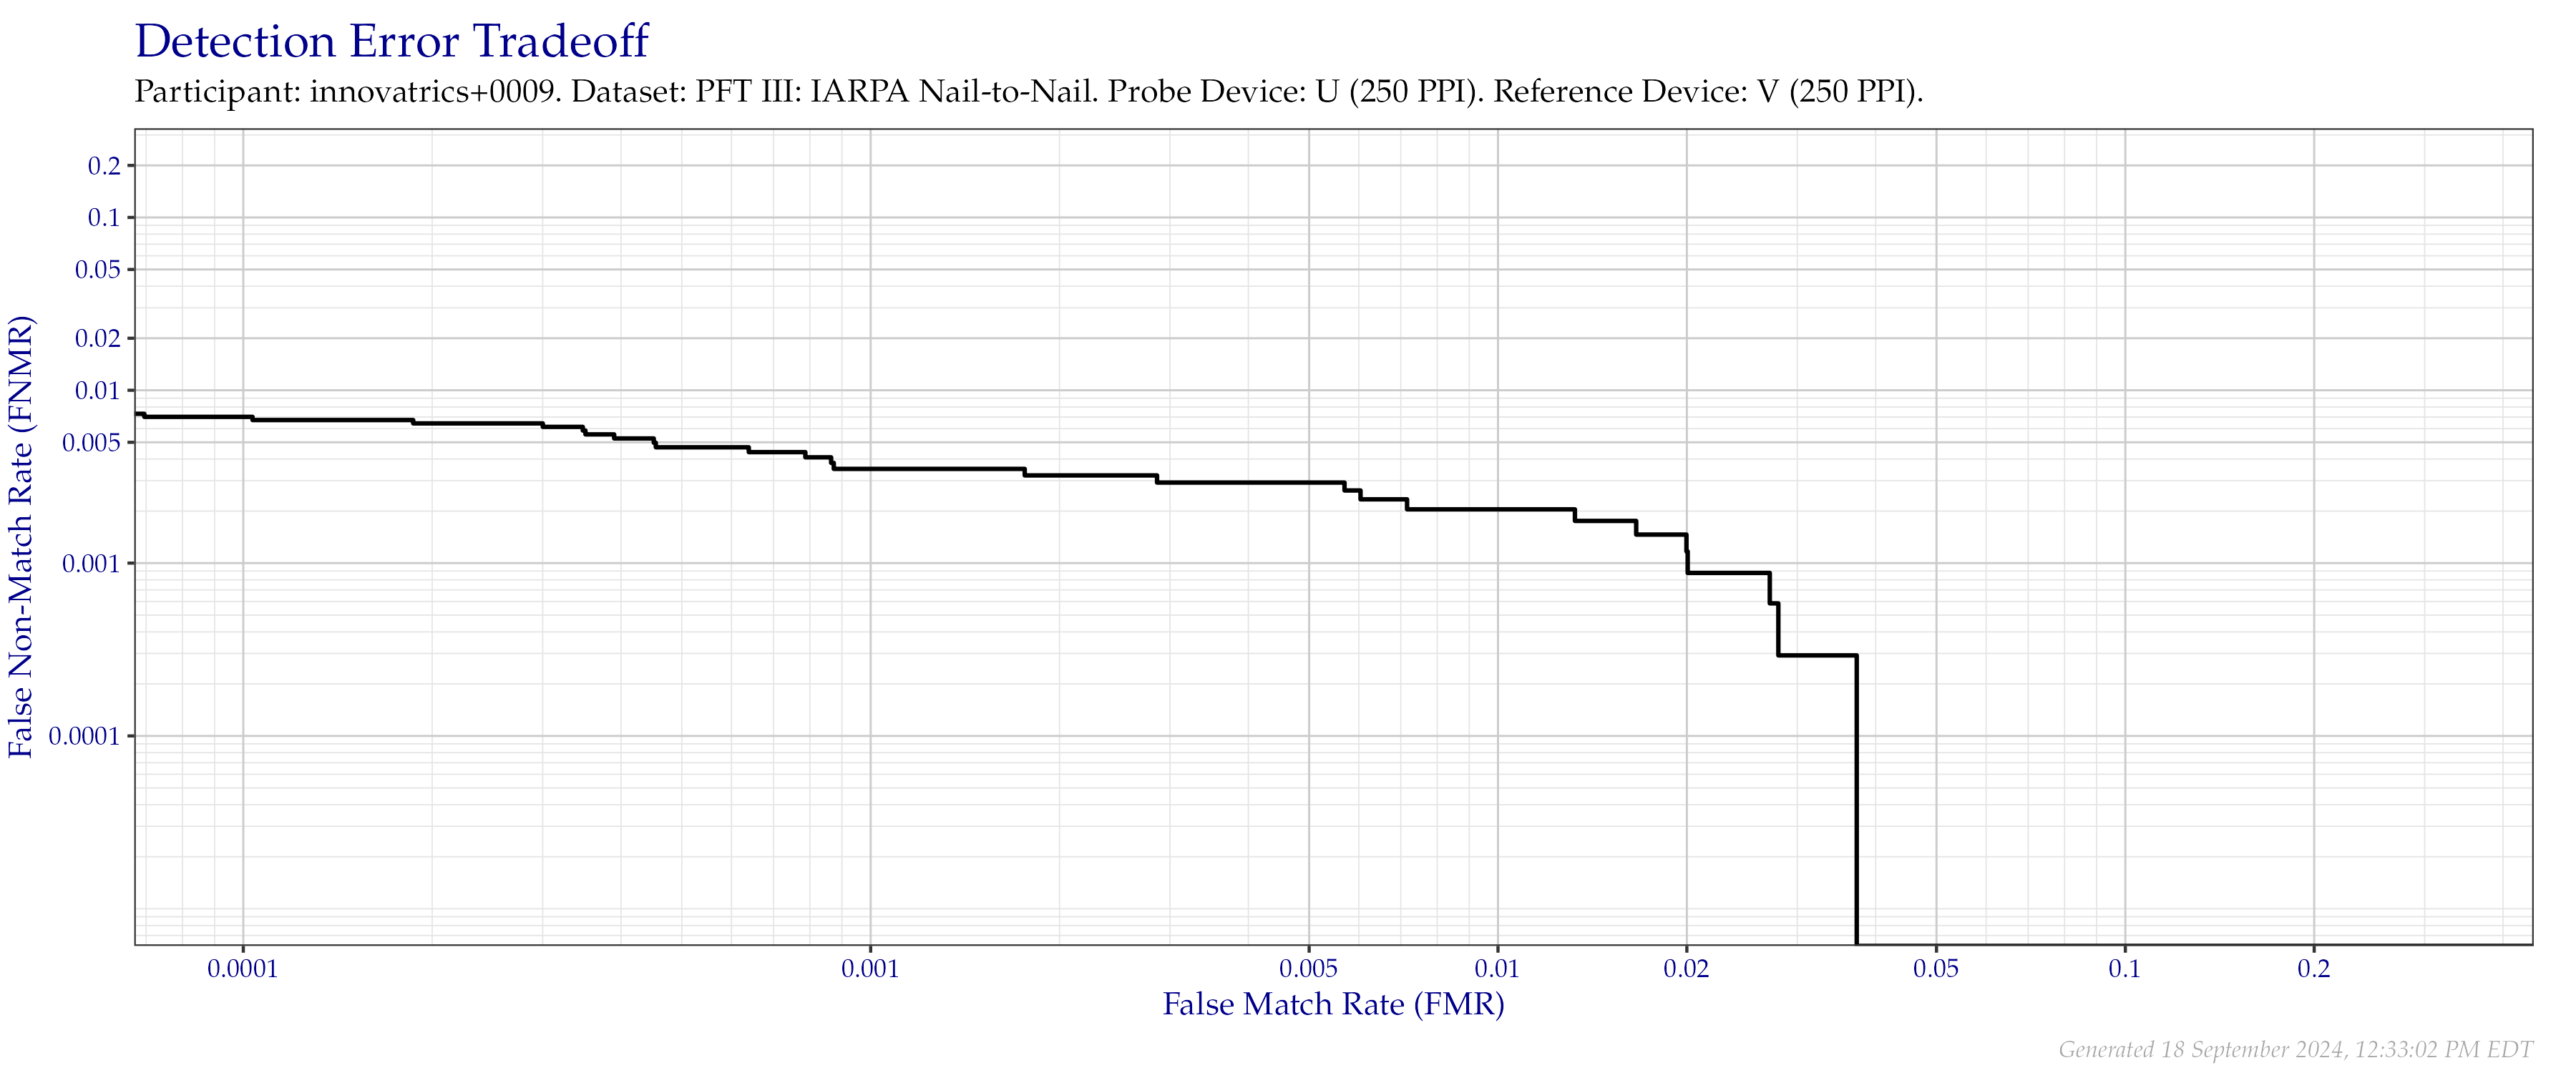 Detection Error Tradeoff
Participant: innovatrics+0009. Dataset: PFT III: IARPA Nail-to-Nail. Probe Device: U (250 PPI). Reference Device: V (250 PPI).
False Non-Match Rate (FNMR)
0.2
0.1
0.05
0.02
0.01
0.005
0.001
0.0001
0.0001 0.001 0.005 0.01 0.02 0.05 0.1 0.2
False Match Rate (FMR)
Generated 18 September 2024, 12:33:02 PM EDT